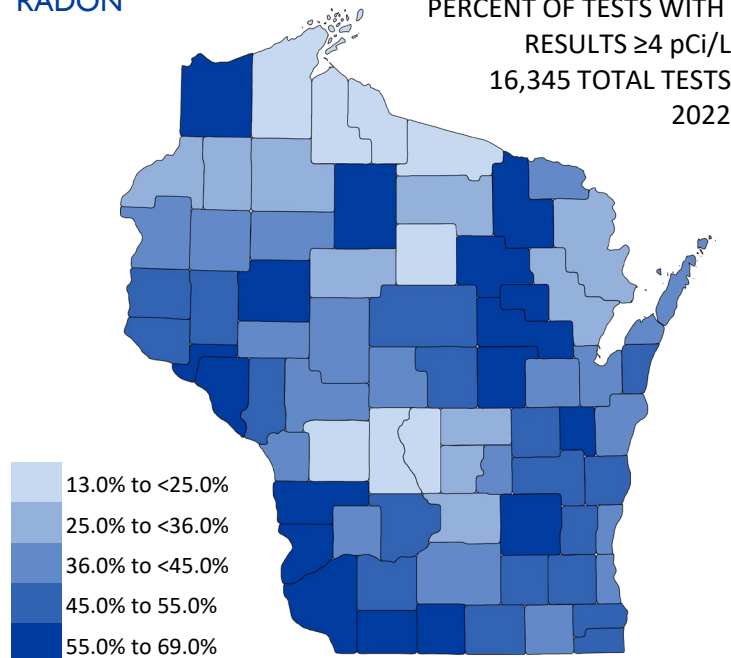 RADON
PERCENT OF TESTS WITH
RESULTS ≥4 pCi/L
16,345 TOTAL TESTS
2022
13.0% to <25.0%
25.0% to <36.0%
36.0% to <45.0%
45.0% to 55.0%
55.0% to 69.0%